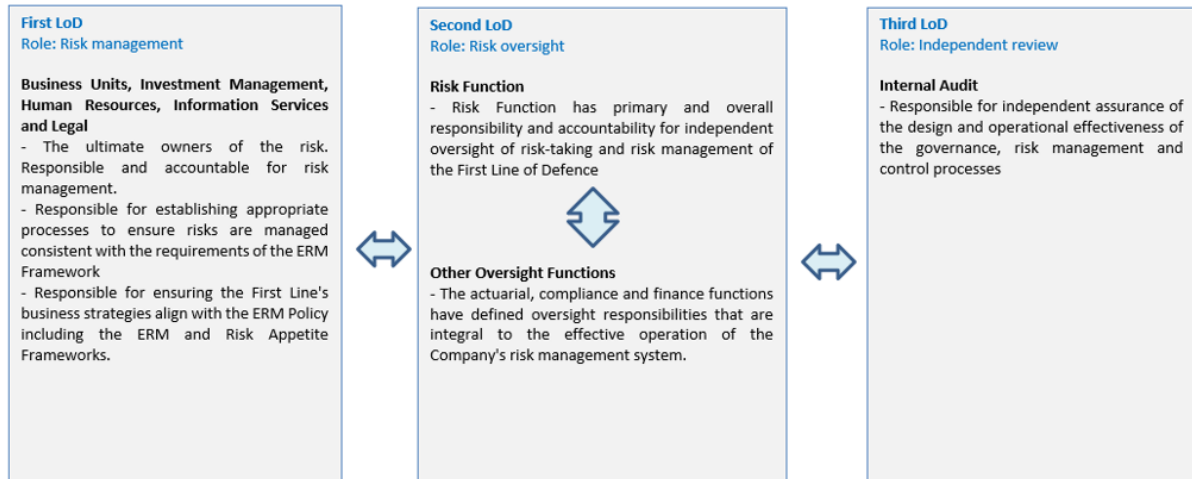 First LoD
Role: Risk management
Business Units, Investment Management,
Human Resources, Information Services
and Legal
- The ultimate owners of the risk.
Responsible and accountable for risk
management.
- Responsible for establishing appropriate
processes to ensure risks are managed
consistent with the requirements of the ERM
Framework
- Responsible for ensuring the First Line's
business strategies align with the ERM Policy
including the ERM and Risk Appetite
Frameworks.
Second LoD
Role: Risk oversight
Risk Function
- Risk Function has primary and overall
responsibility and accountability for independent
oversight of risk-taking and risk management of
the First Line of Defence
Other Oversight Functions
- The actuarial, compliance and finance functions
have defined oversight responsibilities that are
integral to the effective operation of the
Company's risk management system.
Third LoD
Role: Independent review
Internal Audit
- Responsible for independent assurance of
the design and operational effectiveness of
the governance, risk management and
control processes